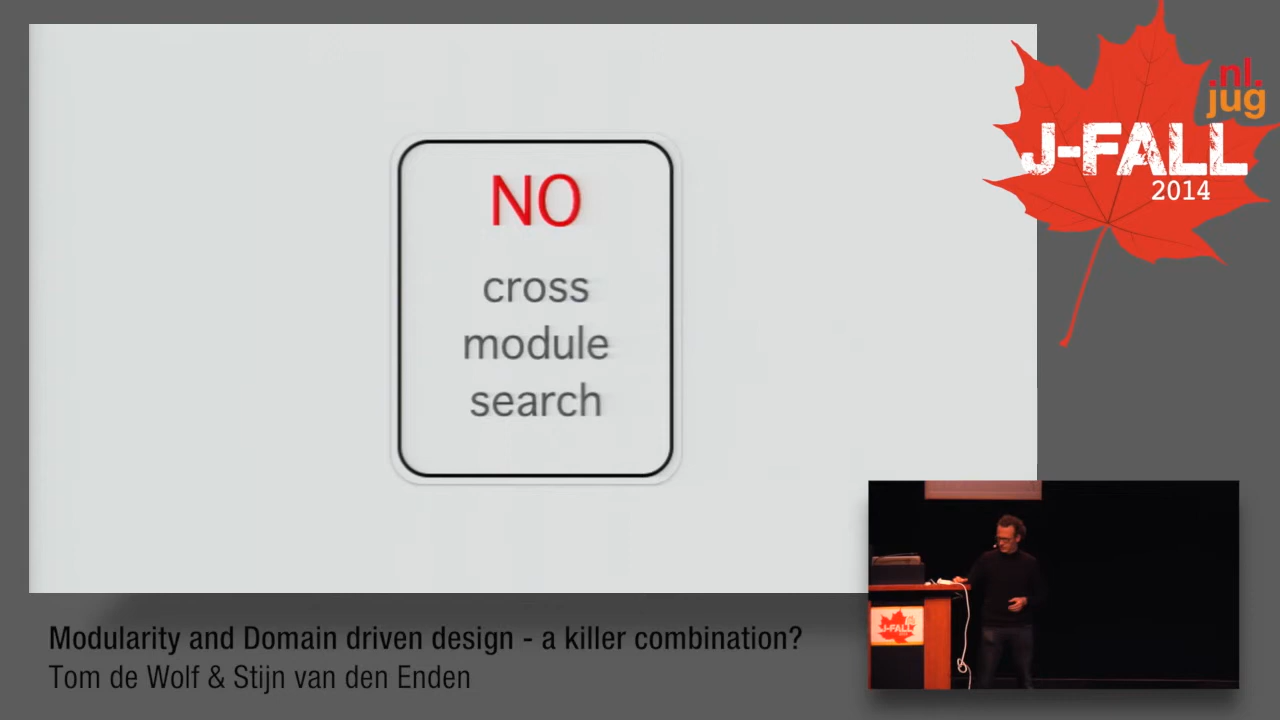 NO
cross
module
search
.nl.
jug
J-FALL
2014
J-FALL
Modularity and Domain driven design - a killer combination?
Tom de Wolf & Stijn van den Enden